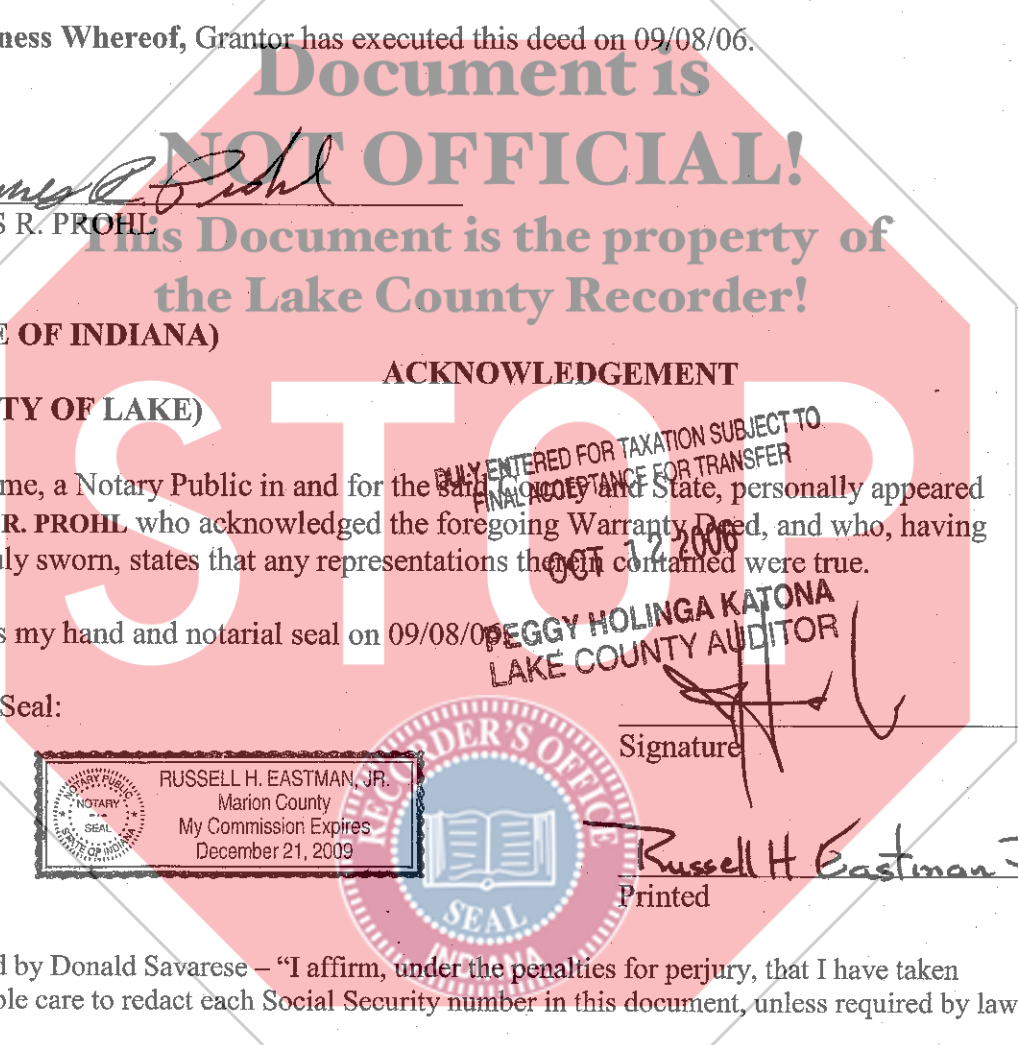 ness Whereof, Grantor has executed this deed on 09/08/06.
Document is
NOT OFFICIAL!
R. Prohl
S R. PROHL
This Document is the property of
the Lake County Recorder!
E OF INDIANA)
ACKNOWLEDGEMENT
TY OF LAKE)
STOP
DULY ENTERED FOR TAXATION SUBJECT TO
FINAL ACCEPTANCE FOR TRANSFER
me, a Notary Public in and for the said County and State, personally appeared
R. PROHL who acknowledged the foregoing Warranty Deed, and who, having
uly sworn, states that any representations therein contained were true.
OCT 12 2006
s my hand and notarial seal on 09/08/06
PEGGY HOLINGA KATONA
LAKE COUNTY AUDITOR
Seal:
Signature
RECORDER'S OFFICE
SEAL
INDIANA
NOTARY PUBLIC
NOTARY
SEAL
STATE OF INDIANA
RUSSELL H. EASTMAN, JR.
Marion County
My Commission Expires
December 21, 2009
Russell H Eastman
Printed
d by Donald Savarese – “I affirm, under the penalties for perjury, that I have taken
ble care to redact each Social Security number in this document, unless required by law